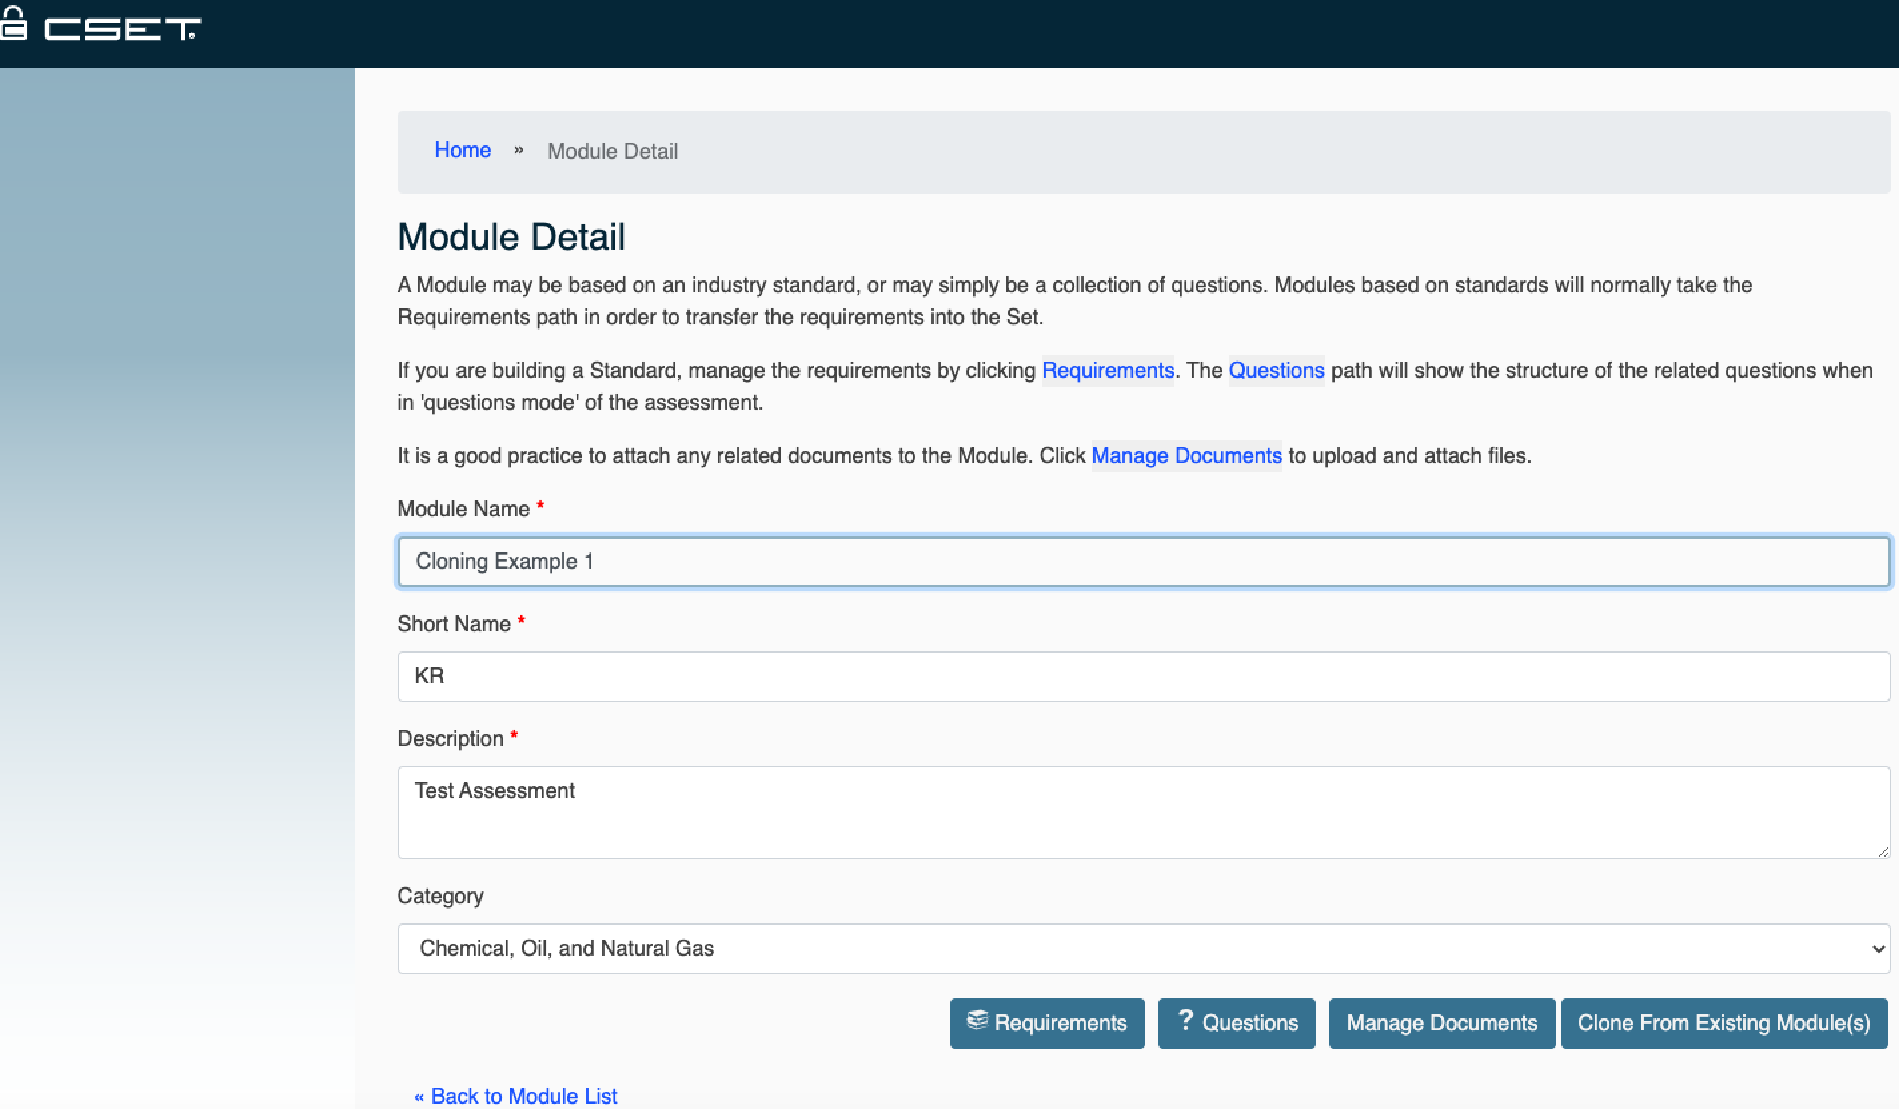 CSET
Home » Module Detail
Module Detail
A Module may be based on an industry standard, or may simply be a collection of questions. Modules based on standards will normally take the
Requirements path in order to transfer the requirements into the Set.
If you are building a Standard, manage the requirements by clicking Requirements. The Questions path will show the structure of the related questions when
in 'questions mode' of the assessment.
It is a good practice to attach any related documents to the Module. Click Manage Documents to upload and attach files.
Module Name *
Cloning Example 1
Short Name *
KR
Description *
Test Assessment
Category
Chemical, Oil, and Natural Gas
Requirements ? Questions Manage Documents Clone From Existing Module(s)
« Back to Module List